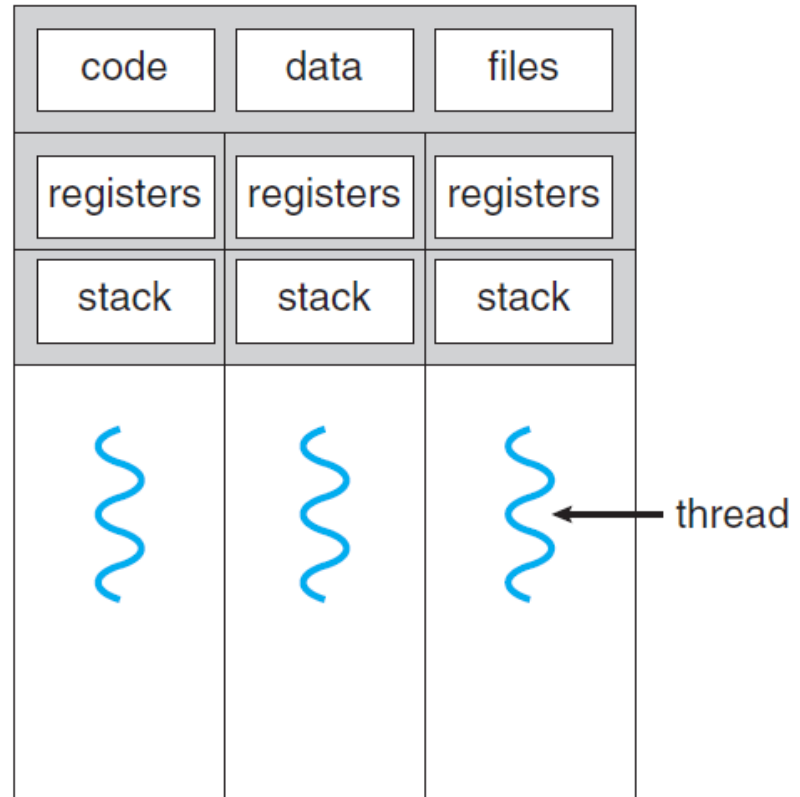 code data files
registers registers registers
stack stack stack
thread